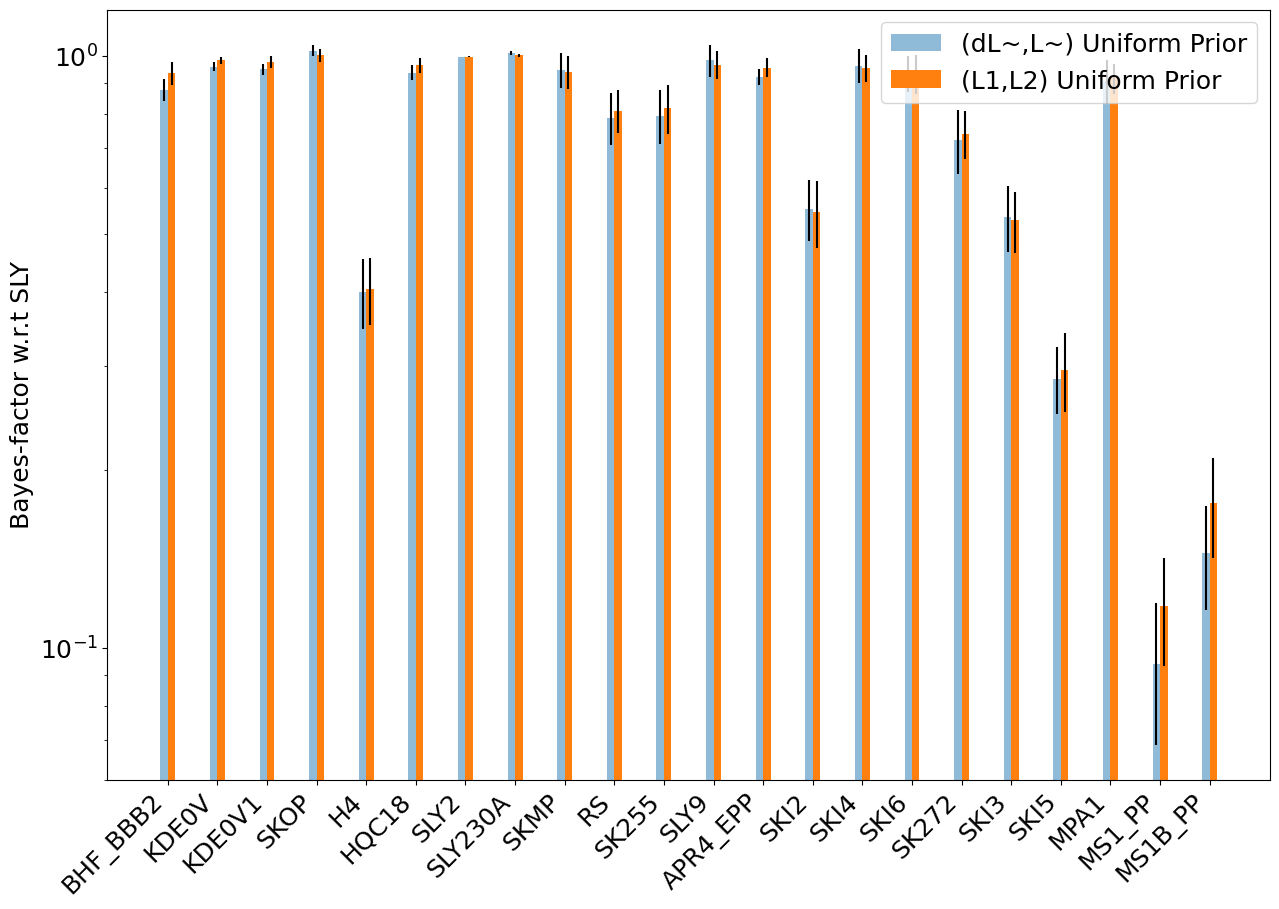 (dL~,L~) Uniform Prior
(L1,L2) Uniform Prior
10^0
10^-1
Bayes-factor w.r.t SLY
BHF_BBB2
KDE0V
KDE0V1
SKOP
H4
HQC18
SLY2
SLY230A
SKMP
RS
SK255
SLY9
APR4_EPP
SKI2
SKI4
SKI6
SK272
SKI3
SKI5
MPA1
MS1_PP
MS1B_PP